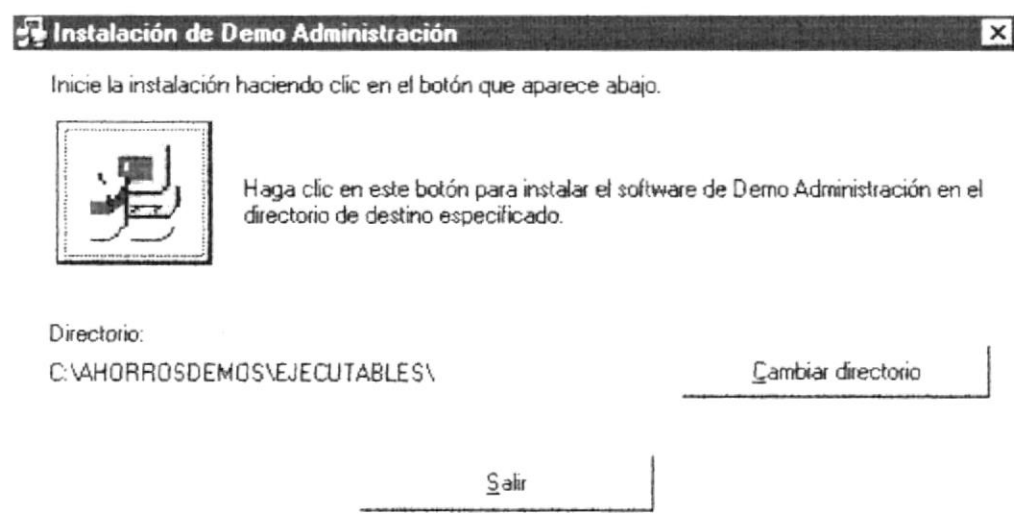 Instalación de Demo Administración
Inicie la instalación haciendo clic en el botón que aparece abajo.
Haga clic en este botón para instalar el software de Demo Administración en el
directorio de destino especificado.
Directorio:
C:\AHORROSDEMOS\EJECUTABLES\
Cambiar directorio
Salir